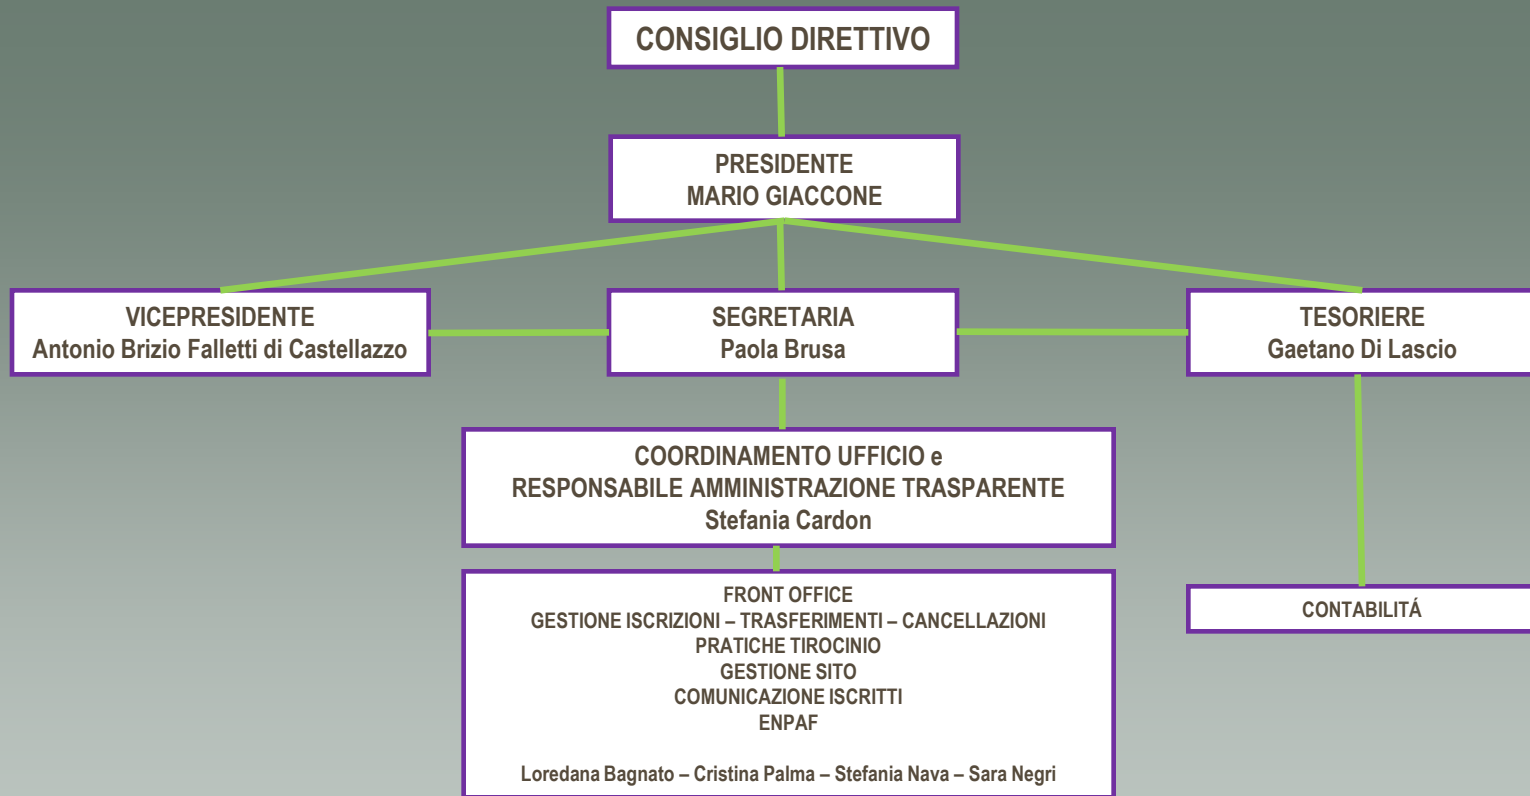 CONSIGLIO DIRETTIVO
PRESIDENTE
MARIO GIACCONE
VICEPRESIDENTE
Antonio Brizio Falletti di Castellazzo
SEGRETARIA
Paola Brusa
TESORIERE
Gaetano Di Lascio
COORDINAMENTO UFFICIO e
RESPONSABILE AMMINISTRAZIONE TRASPARENTE
Stefania Cardon
FRONT OFFICE
GESTIONE ISCRIZIONI – TRASFERIMENTI – CANCELLAZIONI
PRATICHE TIROCINIO
GESTIONE SITO
COMUNICAZIONE ISCRITTI
ENPAF
Loredana Bagnato – Cristina Palma – Stefania Nava – Sara Negri
CONTABILITÁ